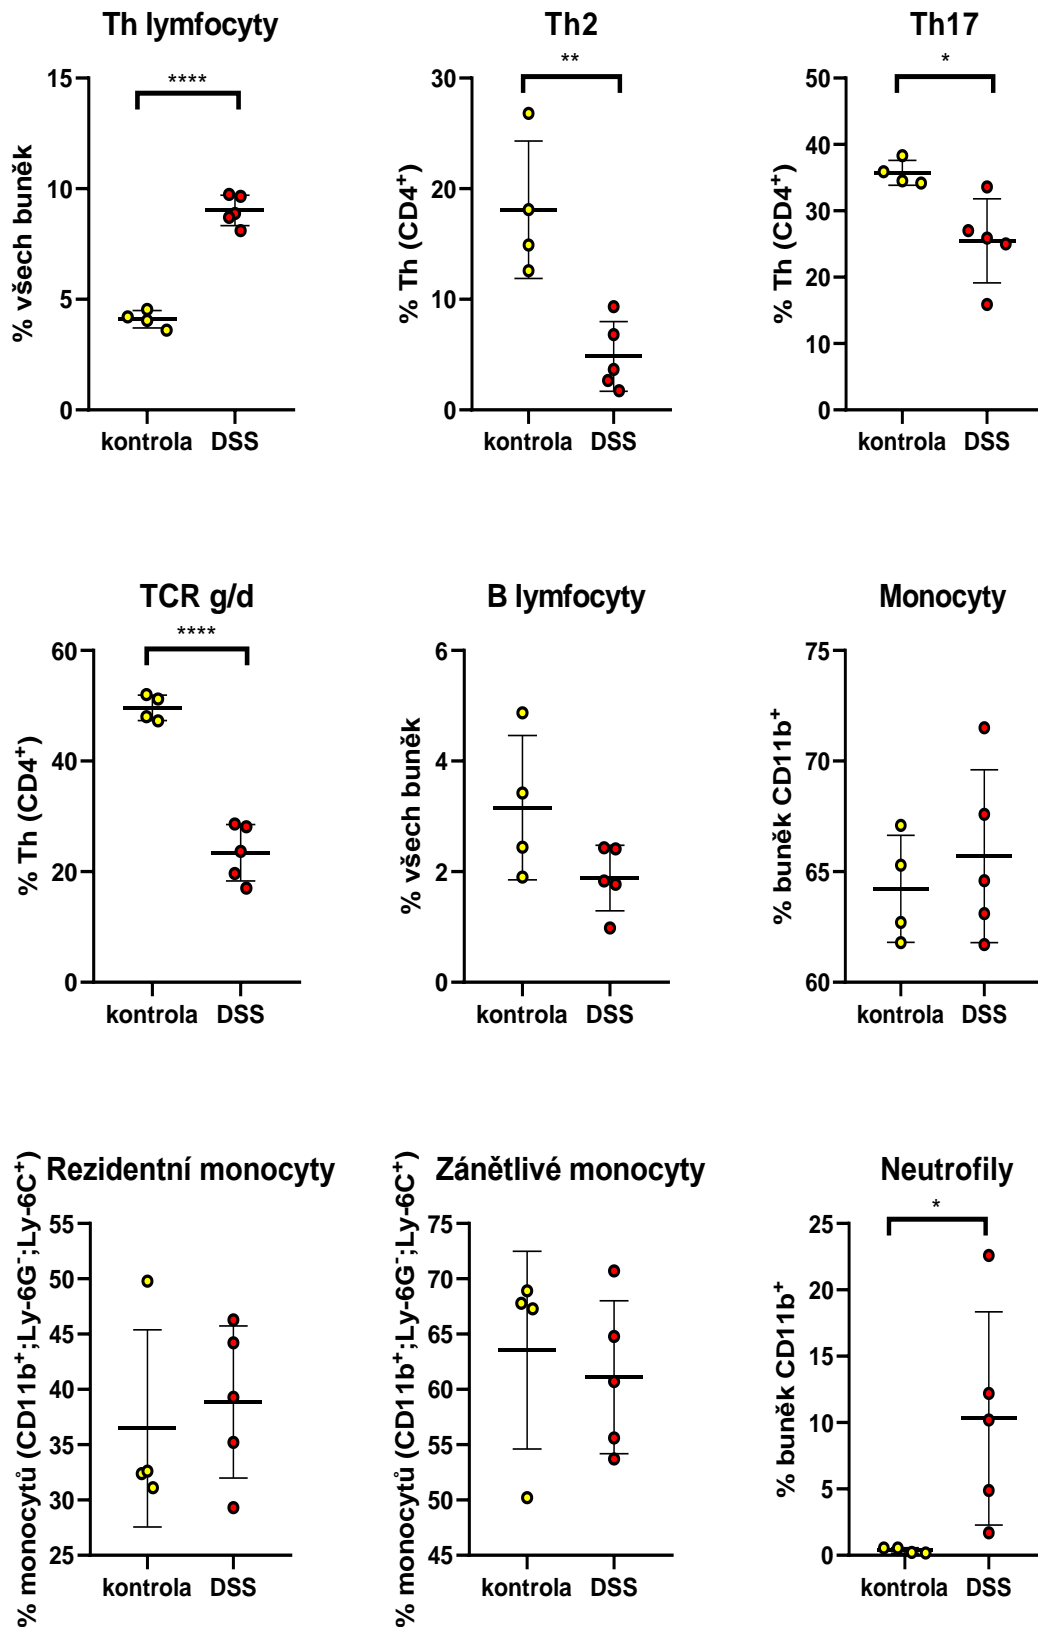 Th lymfocyty
% všech buněk
15
10
5
0
****
kontrola DSS
Th2
% Th (CD4⁺)
30
20
10
0
**
kontrola DSS
Th17
% Th (CD4⁺)
50
40
30
20
10
0
*
kontrola DSS
TCR g/d
% Th (CD4⁺)
60
40
20
0
****
kontrola DSS
B lymfocyty
% všech buněk
6
4
2
0
kontrola DSS
Monocyty
% buněk CD11b⁺
75
70
65
60
kontrola DSS
Rezidentní monocyty
% monocytů (CD11b⁺;Ly-6G⁻;Ly-6C⁺)
55
50
45
40
35
30
25
kontrola DSS
Zánětlivé monocyty
% monocytů (CD11b⁺;Ly-6G⁻;Ly-6C⁺)
75
70
65
60
55
50
45
kontrola DSS
Neutrofily
% buněk CD11b⁺
25
20
15
10
5
0
*
kontrola DSS